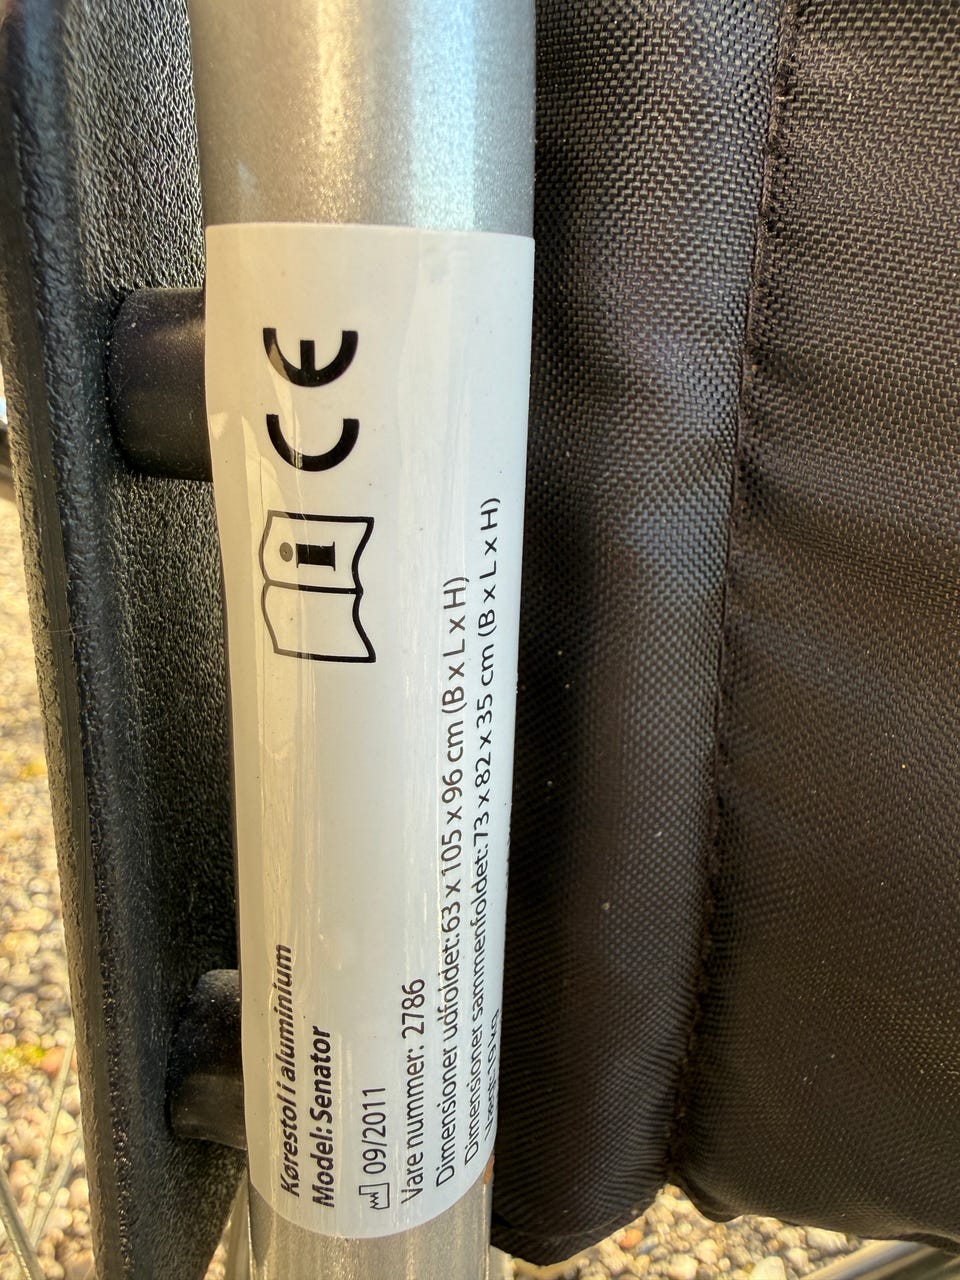 Kørestol i aluminium
Model: Senator
09/2011
Vare nummer: 2786
Dimensioner udfoldet: 63 x 105 x 96 cm (B x L x H)
Dimensioner sammenfoldet: 73 x 82 x 35 cm (B x L x H)
i
CE